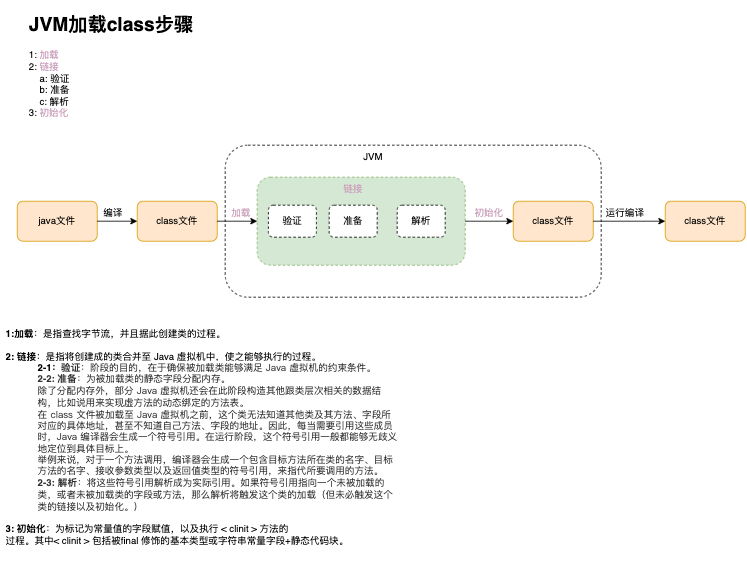 JVM加载class步骤
1: 加载
2: 链接
a: 验证
b: 准备
c: 解析
3: 初始化
JVM
链接
java文件
编译
class文件
加载
验证
准备
解析
初始化
class文件
运行编译
class文件
1:加载：是指查找字节流，并且据此创建类的过程。
2: 链接：是指将创建成的类合并至 Java 虚拟机中，使之能够执行的过程。
2-1：验证：阶段的目的，在于确保被加载类能够满足 Java 虚拟机的约束条件。
2-2: 准备：为被加载类的静态字段分配内存。
除了分配内存外，部分 Java 虚拟机还会在此阶段构造其他跟类层次相关的数据结
构，比如说用来实现虚方法的动态绑定的方法表。
在 class 文件被加载至 Java 虚拟机之前，这个类无法知道其他类及其方法、字段所
对应的具体地址，甚至不知道自己方法、字段的地址。因此，每当需要引用这些成员
时，Java 编译器会生成一个符号引用。在运行阶段，这个符号引用一般都能够无歧义
地定位到具体目标上。
举例来说，对于一个方法调用，编译器会生成一个包含目标方法所在类的名字、目标
方法的名字、接收参数类型以及返回值类型的符号引用，来指代所要调用的方法。
2-3: 解析：将这些符号引用解析成为实际引用。如果符号引用指向一个未被加载的
类，或者未被加载类的字段或方法，那么解析将触发这个类的加载（但未必触发这个
类的链接以及初始化。）
3: 初始化：为标记为常量值的字段赋值，以及执行 < clinit > 方法的
过程。其中< clinit > 包括被final 修饰的基本类型或字符串常量字段+静态代码块。